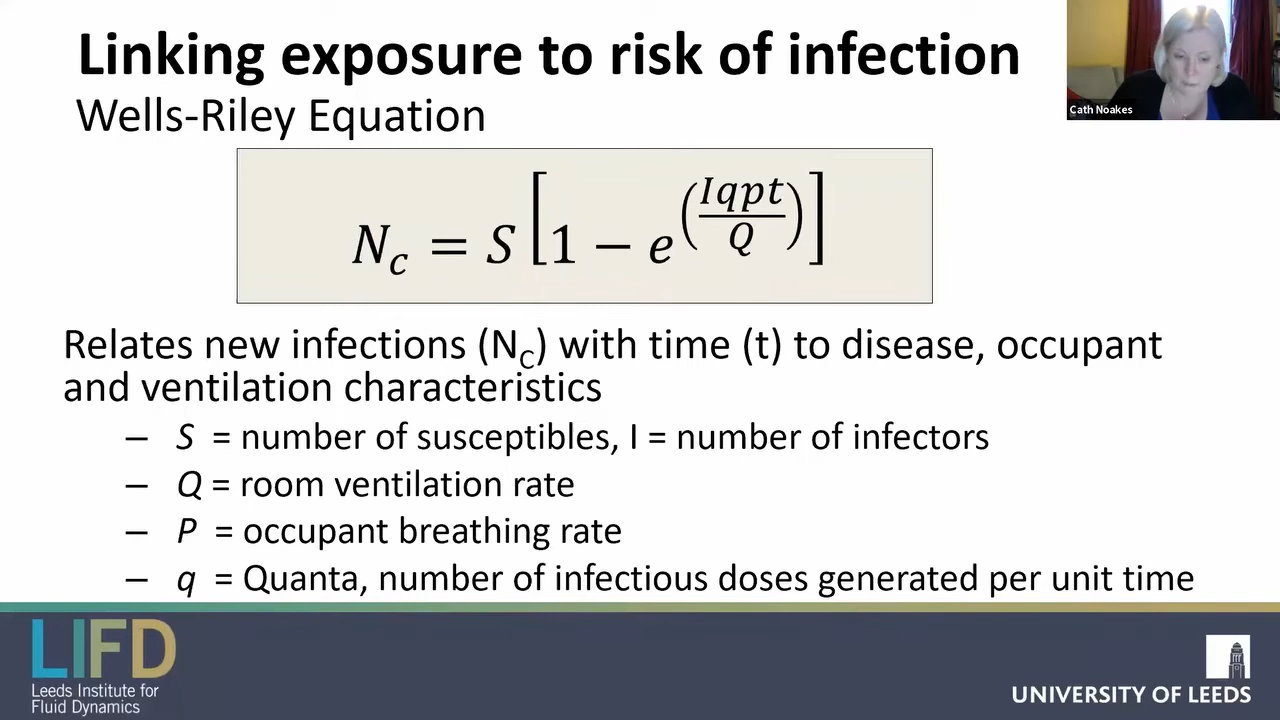 Linking exposure to risk of infection
Cath Noakes
Wells-Riley Equation
N_c = S [1 − e^(Iqpt/Q)]
Relates new infections (N_C) with time (t) to disease, occupant
and ventilation characteristics
– S = number of susceptibles, I = number of infectors
– Q = room ventilation rate
– P = occupant breathing rate
– q = Quanta, number of infectious doses generated per unit time
LIFD
Leeds Institute for
Fluid Dynamics
UNIVERSITY OF LEEDS